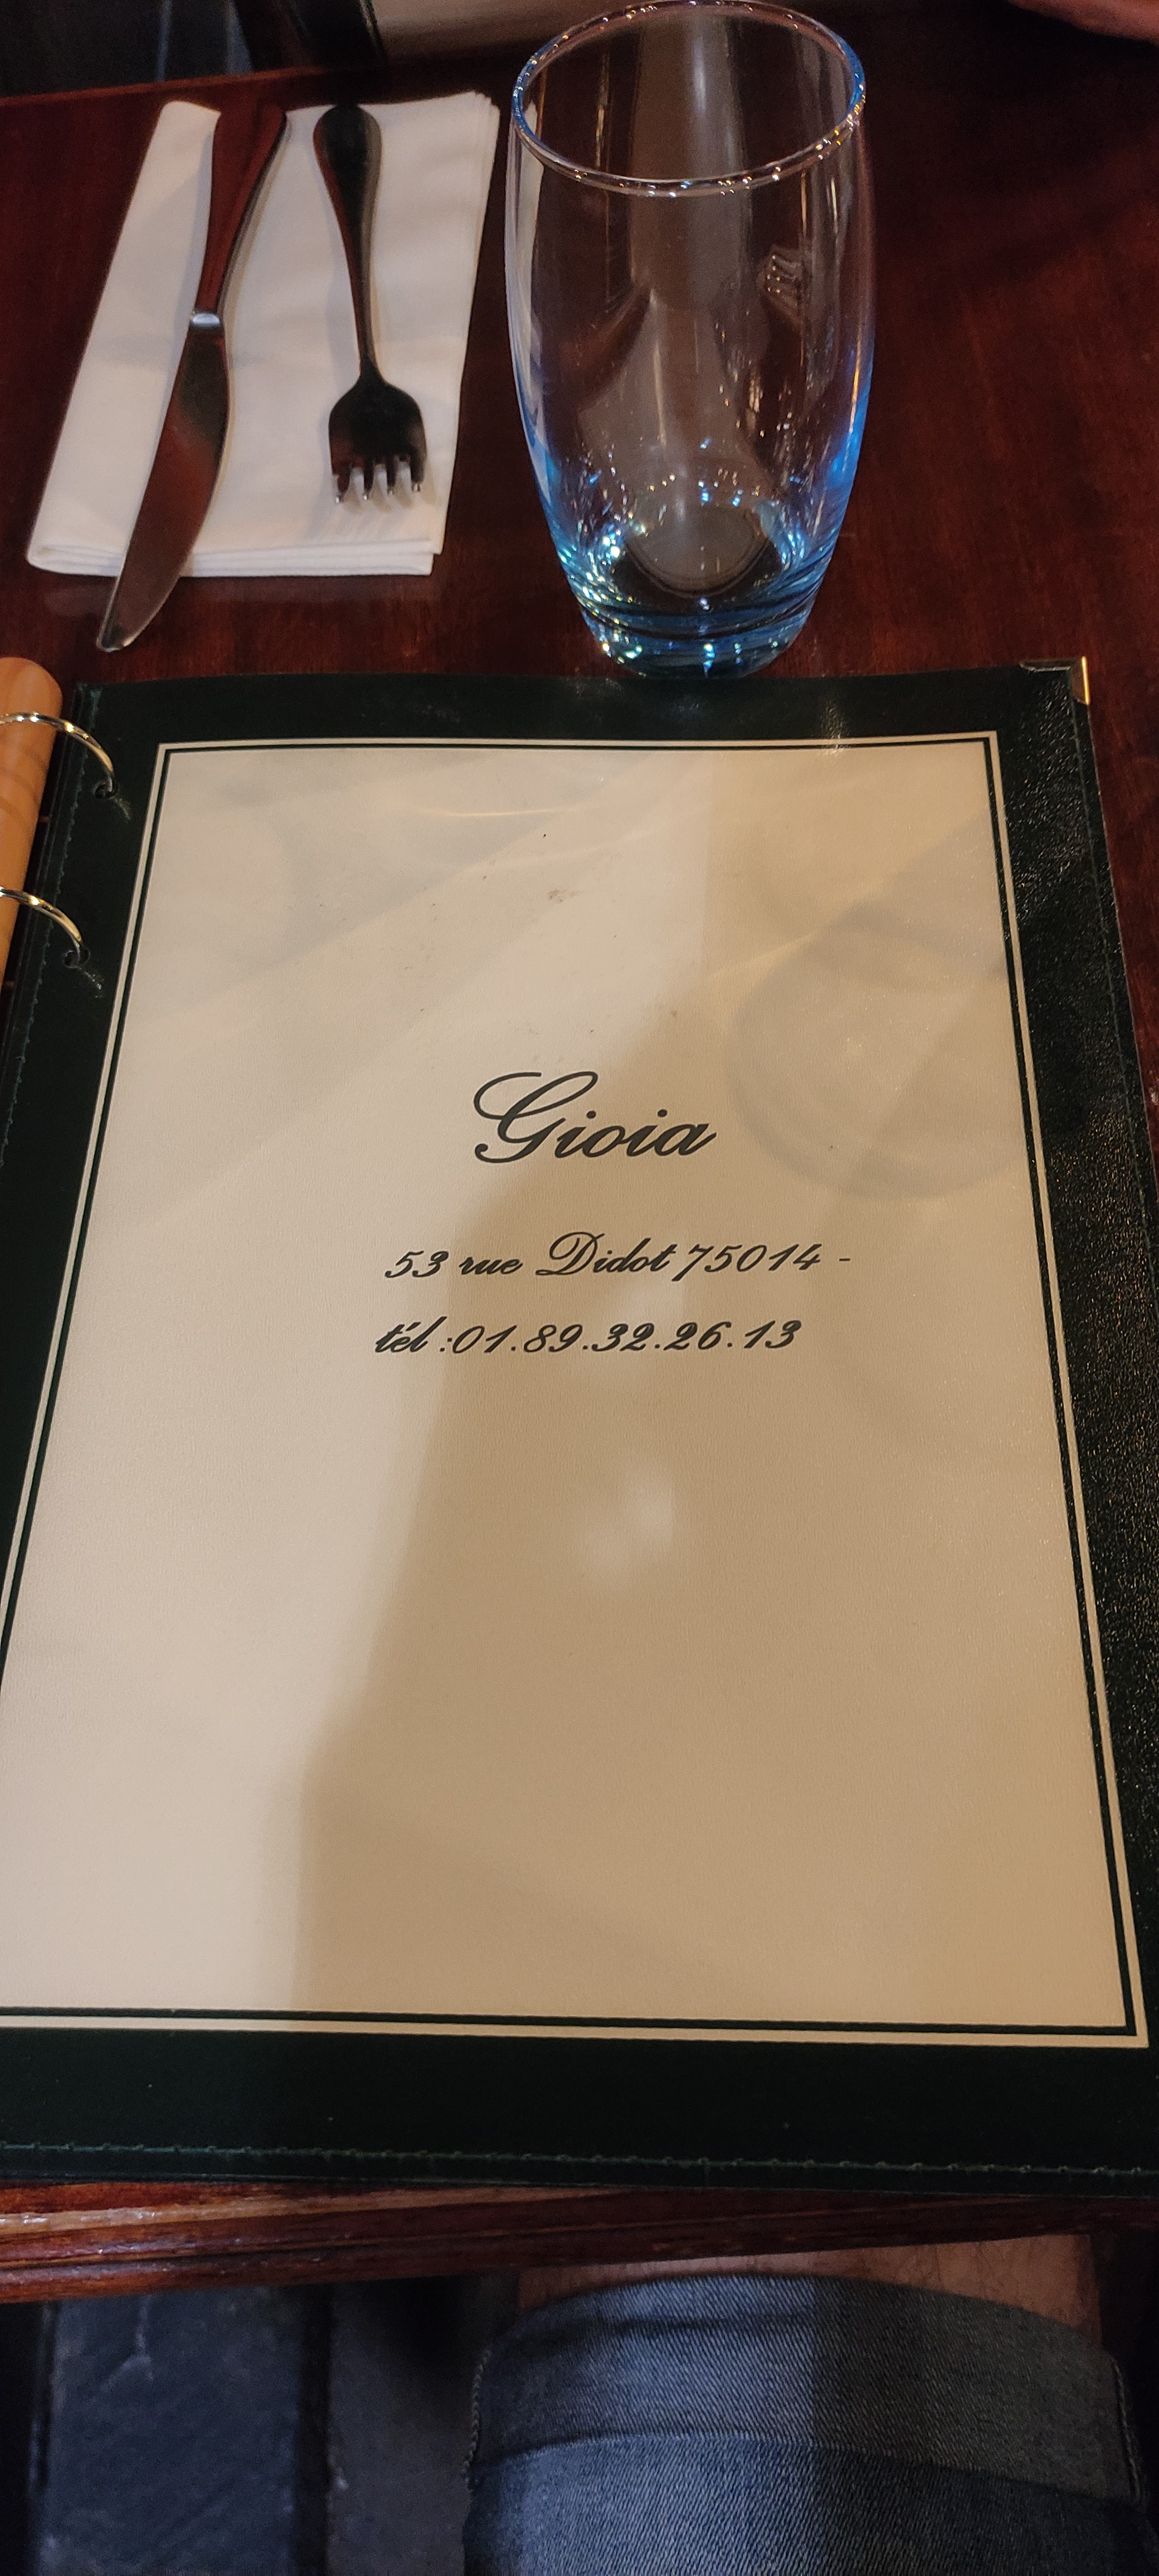 Gioia
53 rue Didot 75014 -
tél :01.89.32.26.13